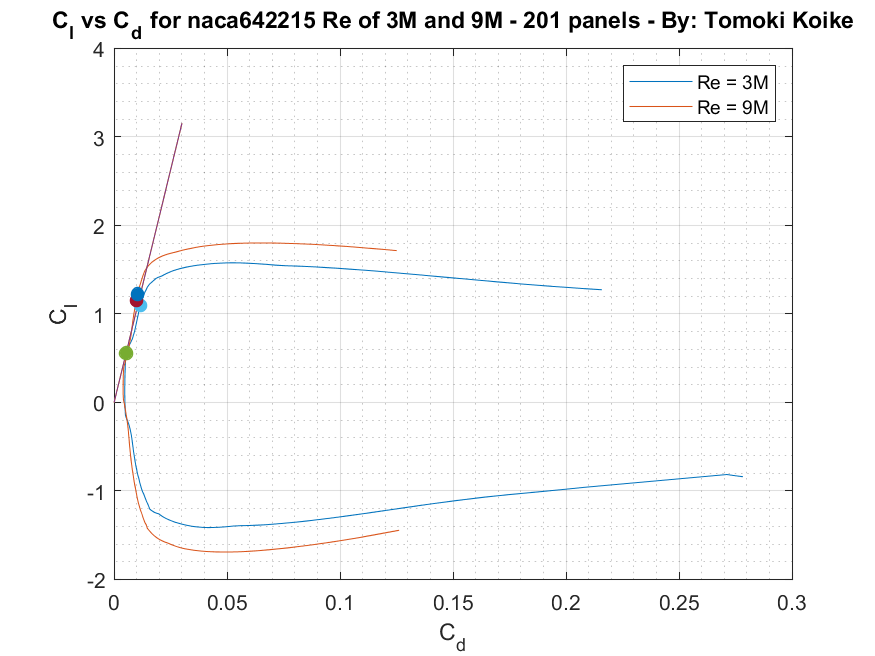 C_l vs C_d for naca642215 Re of 3M and 9M - 201 panels - By: Tomoki Koike
Re = 3M
Re = 9M
4
3
2
1
0
-1
-2
C_l
0
0.05
0.1
0.15
0.2
0.25
0.3
C_d